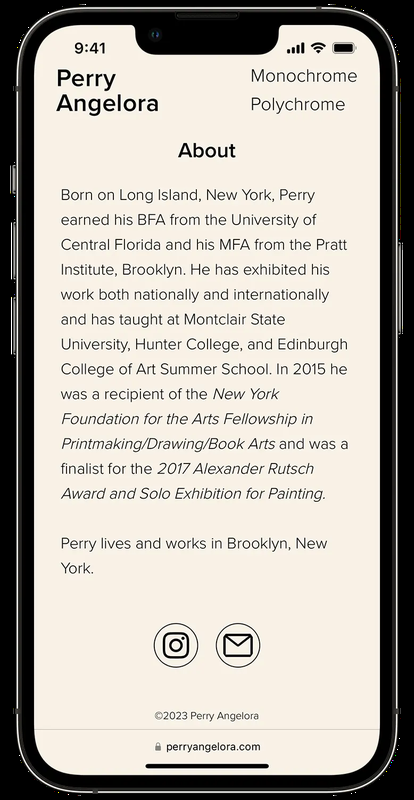 9:41
Perry
Angelora
Monochrome
Polychrome
About
Born on Long Island, New York, Perry
earned his BFA from the University of
Central Florida and his MFA from the Pratt
Institute, Brooklyn. He has exhibited his
work both nationally and internationally
and has taught at Montclair State
University, Hunter College, and Edinburgh
College of Art Summer School. In 2015 he
was a recipient of the New York
Foundation for the Arts Fellowship in
Printmaking/Drawing/Book Arts and was a
finalist for the 2017 Alexander Rutsch
Award and Solo Exhibition for Painting.
Perry lives and works in Brooklyn, New
York.
©2023 Perry Angelora
perryangelora.com